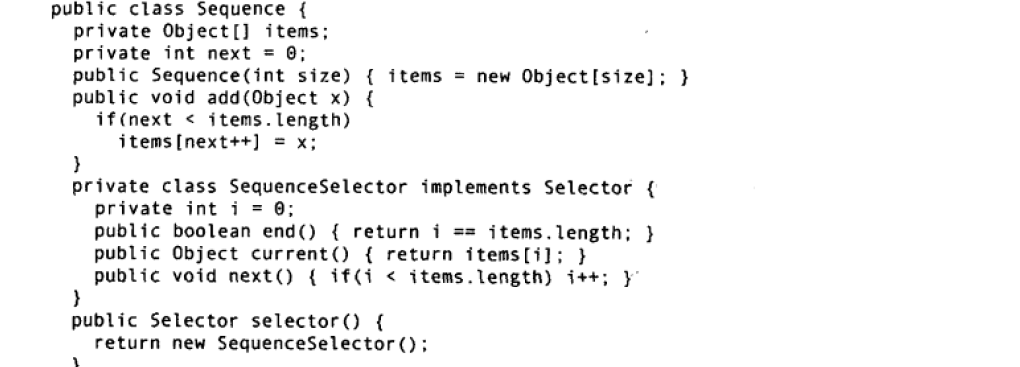 public class Sequence {
private Object[] items;
private int next = 0;
public Sequence(int size) { items = new Object[size]; }
public void add(Object x) {
if(next < items.length)
items[next++] = x;
}
private class SequenceSelector implements Selector {
private int i = 0;
public boolean end() { return i == items.length; }
public Object current() { return items[i]; }
public void next() { if(i < items.length) i++; }
}
public Selector selector() {
return new SequenceSelector();
}